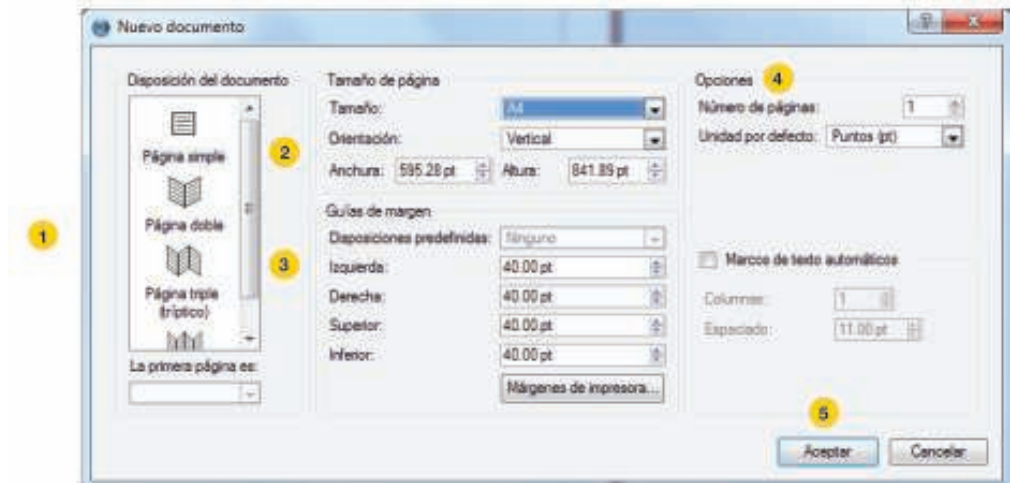 Nuevo documento
Disposición del documento
Página simple
Página doble
Página triple
(tríptico)
La primera página es:
1
2
3
Tamaño de página
Tamaño:
A4
Orientación:
Vertical
Anchura: 595.28 pt Altura: 841.89 pt
Guías de margen
Disposiciones predefinidas: Ninguno
Izquierda: 40.00 pt
Derecha: 40.00 pt
Superior: 40.00 pt
Inferior: 40.00 pt
Márgenes de impresora...
Opciones 4
Número de páginas: 1
Unidad por defecto: Puntos (pt)
Marcos de texto automáticos
Columnas: 1
Espaciado: 11.00 pt
5
Aceptar Cancelar